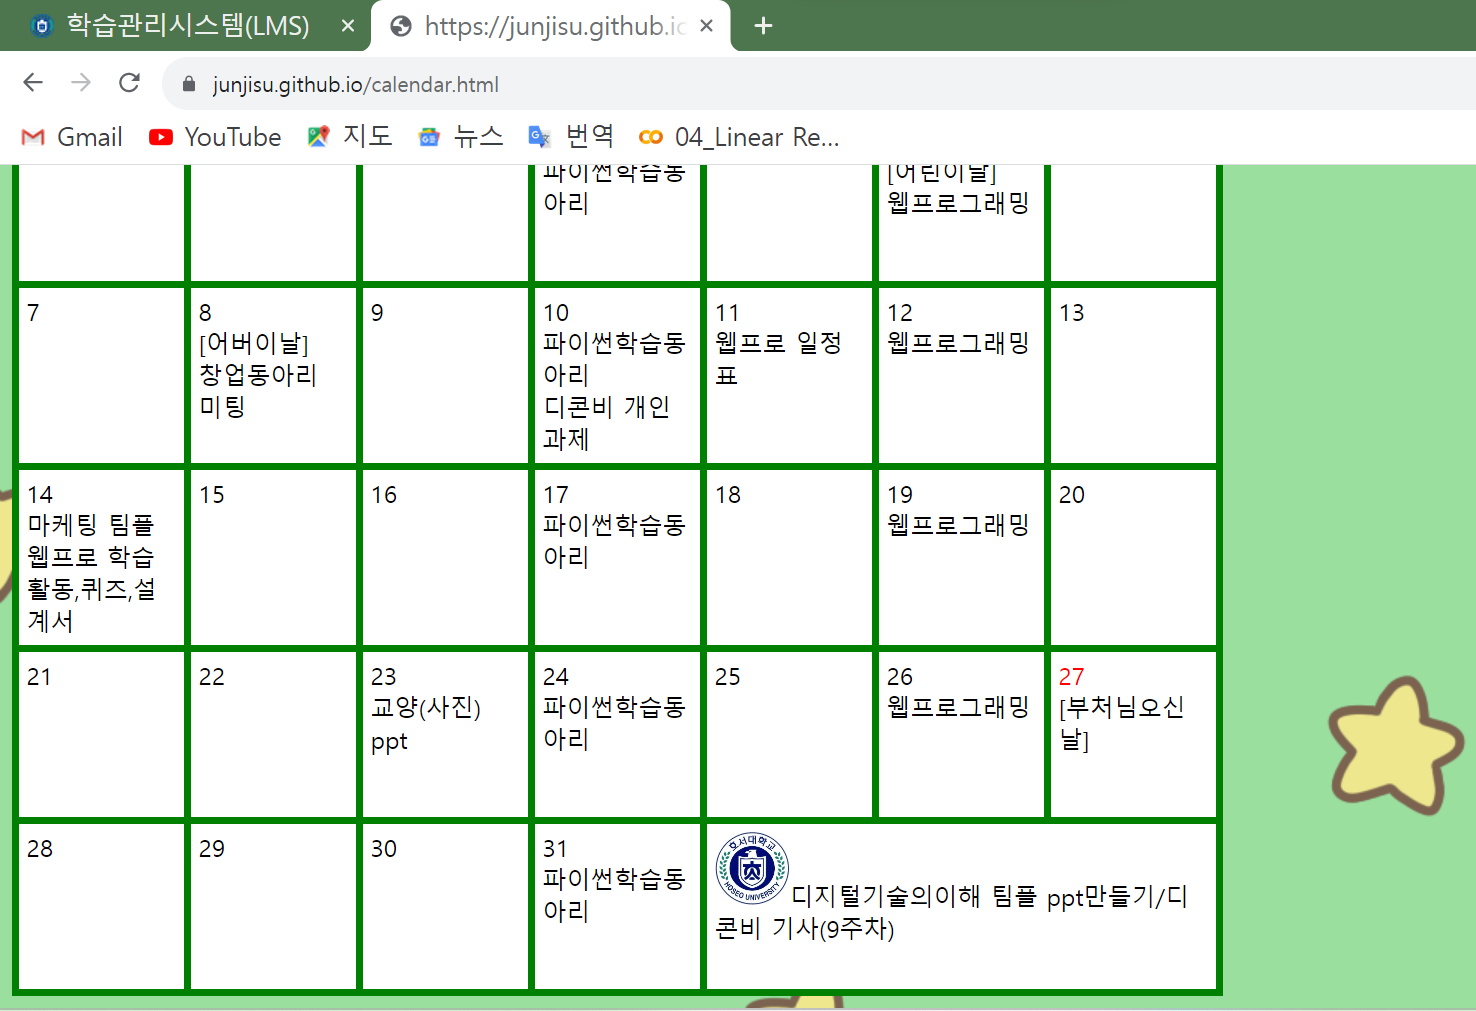 학습관리시스템(LMS)
https://junjisu.github.io
junjisu.github.io/calendar.html
Gmail
YouTube
지도
뉴스
번역
04_Linear Re...
파이썬학습동
아리
[어린이날]
웹프로그래밍
7
8
[어버이날]
창업동아리
미팅
9
10
파이썬학습동
아리
디콘비 개인
과제
11
웹프로 일정
표
12
웹프로그래밍
13
14
마케팅 팀플
웹프로 학습
활동,퀴즈,설
계서
15
16
17
파이썬학습동
아리
18
19
웹프로그래밍
20
21
22
23
교양(사진)
ppt
24
파이썬학습동
아리
25
26
웹프로그래밍
27
[부처님오신
날]
28
29
30
31
파이썬학습동
아리
호서대학교
HOSEO UNIVERSITY
디지털기술의이해 팀플 ppt만들기/디
콘비 기사(9주차)